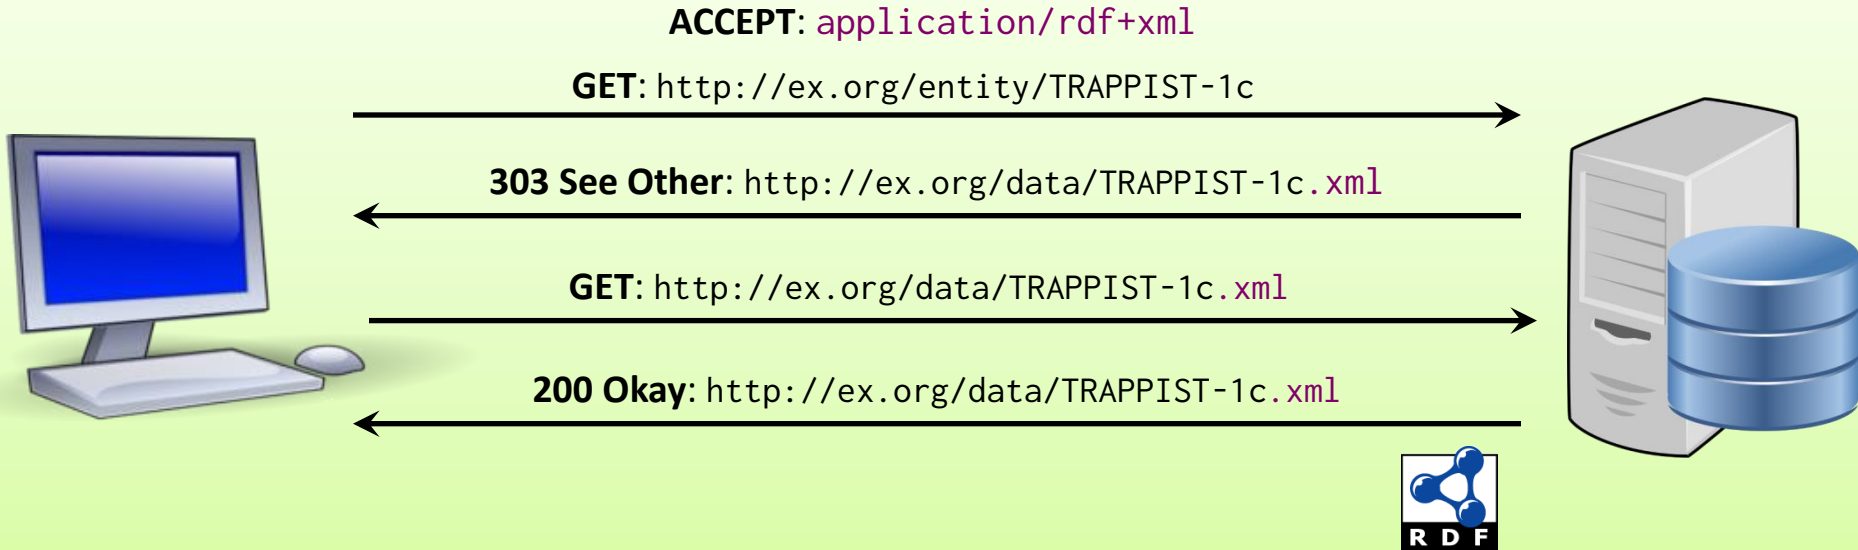 ACCEPT: application/rdf+xml
GET: http://ex.org/entity/TRAPPIST-1c
303 See Other: http://ex.org/data/TRAPPIST-1c.xml
GET: http://ex.org/data/TRAPPIST-1c.xml
200 Okay: http://ex.org/data/TRAPPIST-1c.xml
RDF